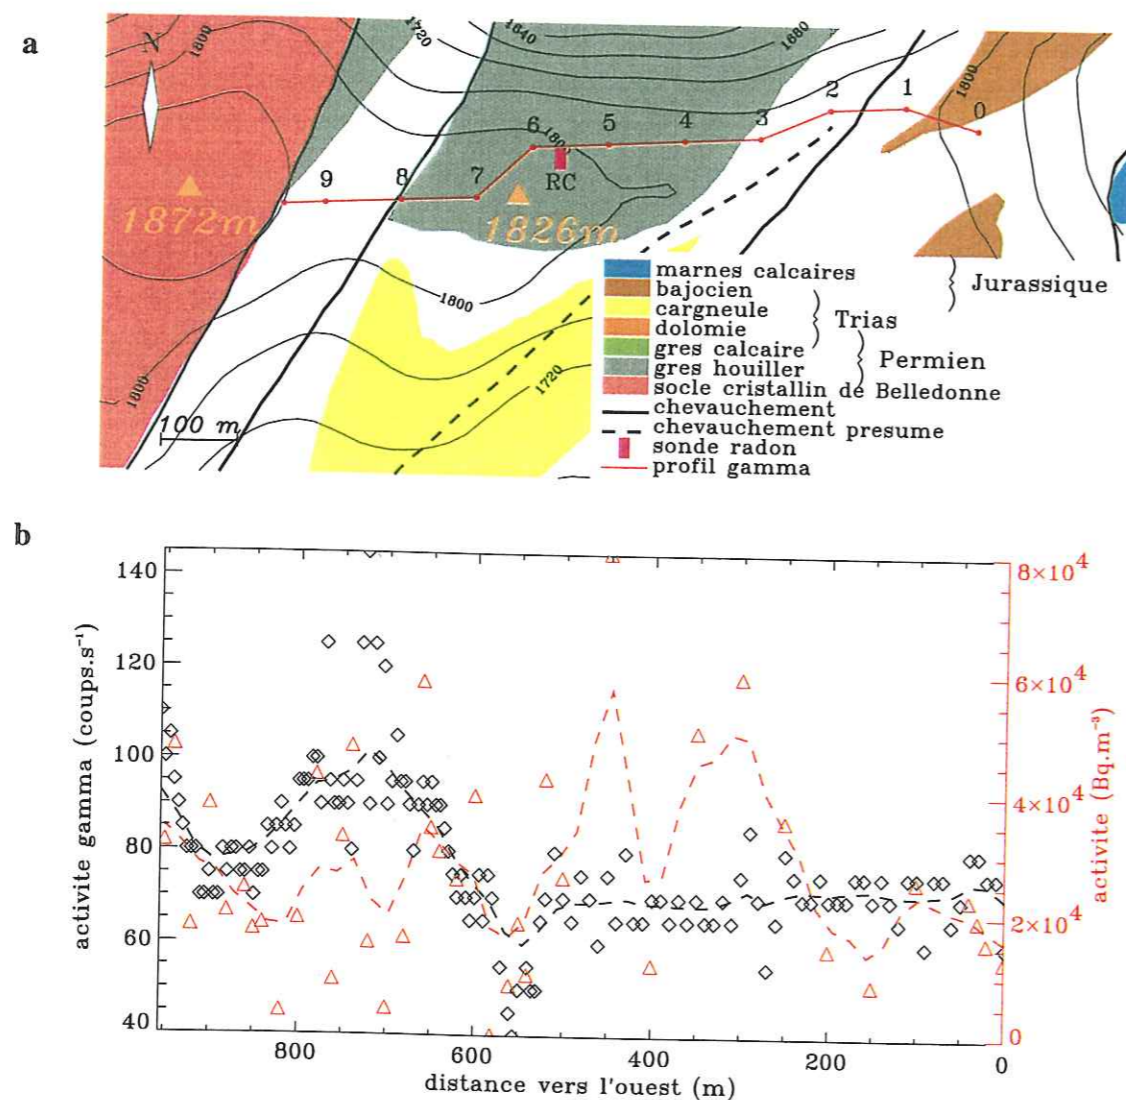 a
N
1800
1720
1640
1680
1800
2
1
0
6
5
4
3
RC
9
8
7
1872m
1826m
1800
1800
1720
100 m
marnes calcaires
bajocien
cargneule
dolomie
gres calcaire
gres houiller
socle cristallin de Belledonne
chevauchement
chevauchement presume
sonde radon
profil gamma
Jurassique
Trias
Permien
b
activite gamma (coups.s⁻¹)
140
120
100
80
60
40
8×10⁴
6×10⁴
4×10⁴
2×10⁴
0
activite (Bq.m⁻³)
800
600
400
200
0
distance vers l'ouest (m)